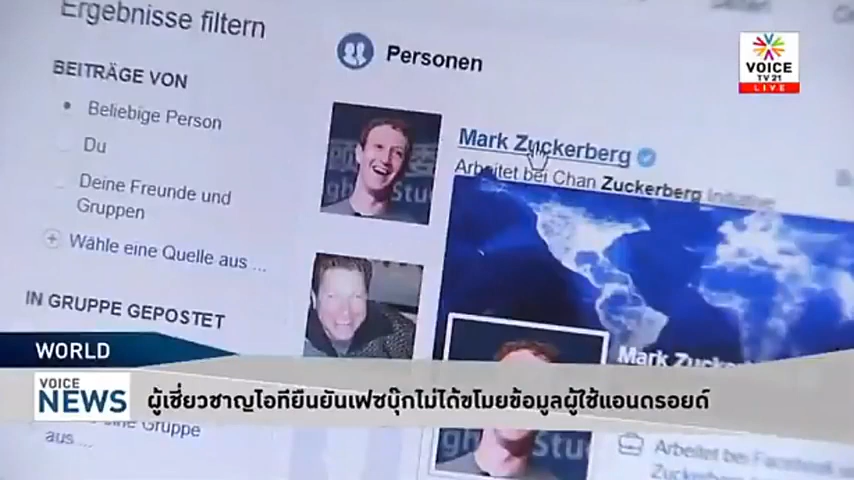 Ergebnisse filtern
Personen
VOICE
TV 21
LIVE
BEITRÄGE VON
Beliebige Person
Du
Deine Freunde und
Gruppen
Wähle eine Quelle aus ...
IN GRUPPE GEPOSTET
Mark Zuckerberg
Arbeitet bei Chan Zuckerberg Initiative
Mark Zuck
WORLD
VOICE
NEWS
ผู้เชี่ยวชาญไอทียืนยันเฟซบุ๊กไม่ได้ขโมยข้อมูลผู้ใช้แอนดรอยด์
Gruppe
aus ...
Arbeitet bei Facebook
Zuckerberg